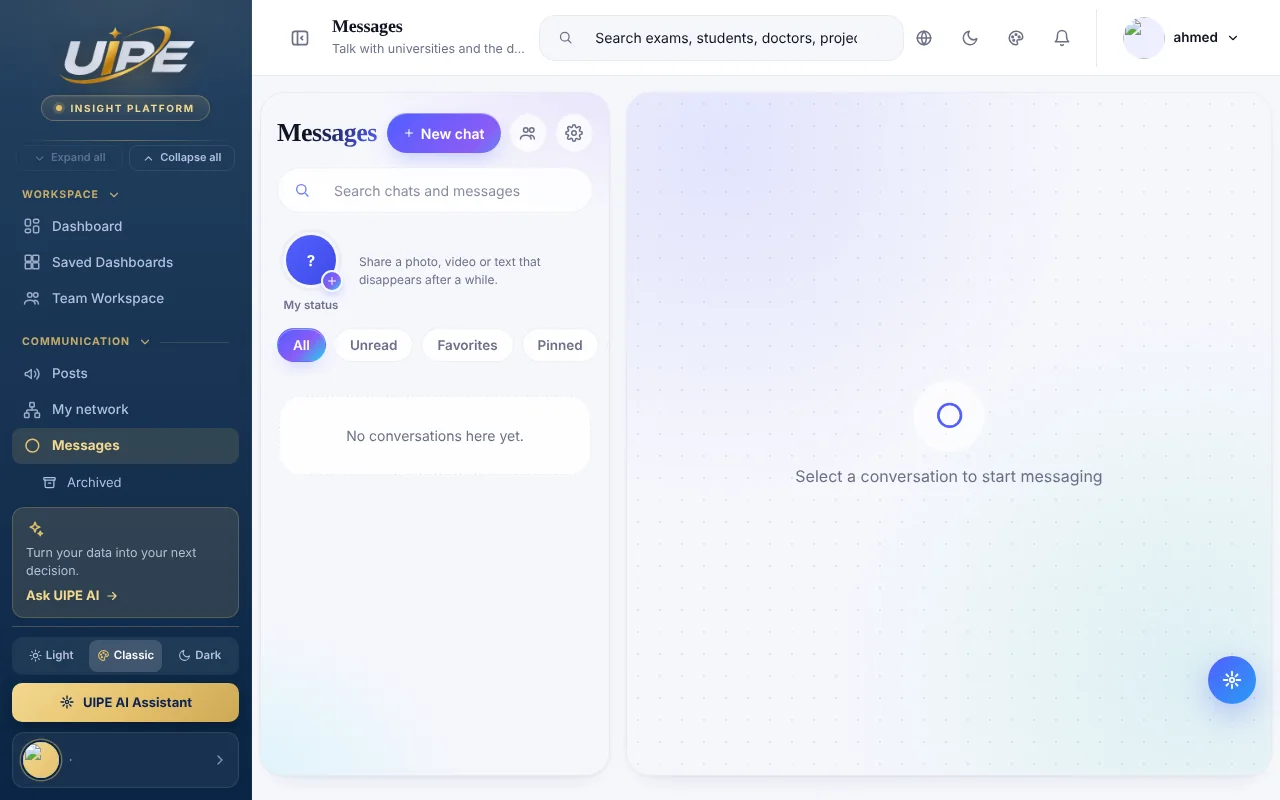 UIPE
INSIGHT PLATFORM
Expand all
Collapse all
WORKSPACE
Dashboard
Saved Dashboards
Team Workspace
COMMUNICATION
Posts
My network
Messages
Archived
Turn your data into your next
decision.
Ask UIPE AI →
Light
Classic
Dark
UIPE AI Assistant
Messages
Talk with universities and the d...
Search exams, students, doctors, projec
ahmed
Messages
+ New chat
Search chats and messages
?
+
My status
Share a photo, video or text that
disappears after a while.
All
Unread
Favorites
Pinned
No conversations here yet.
Select a conversation to start messaging